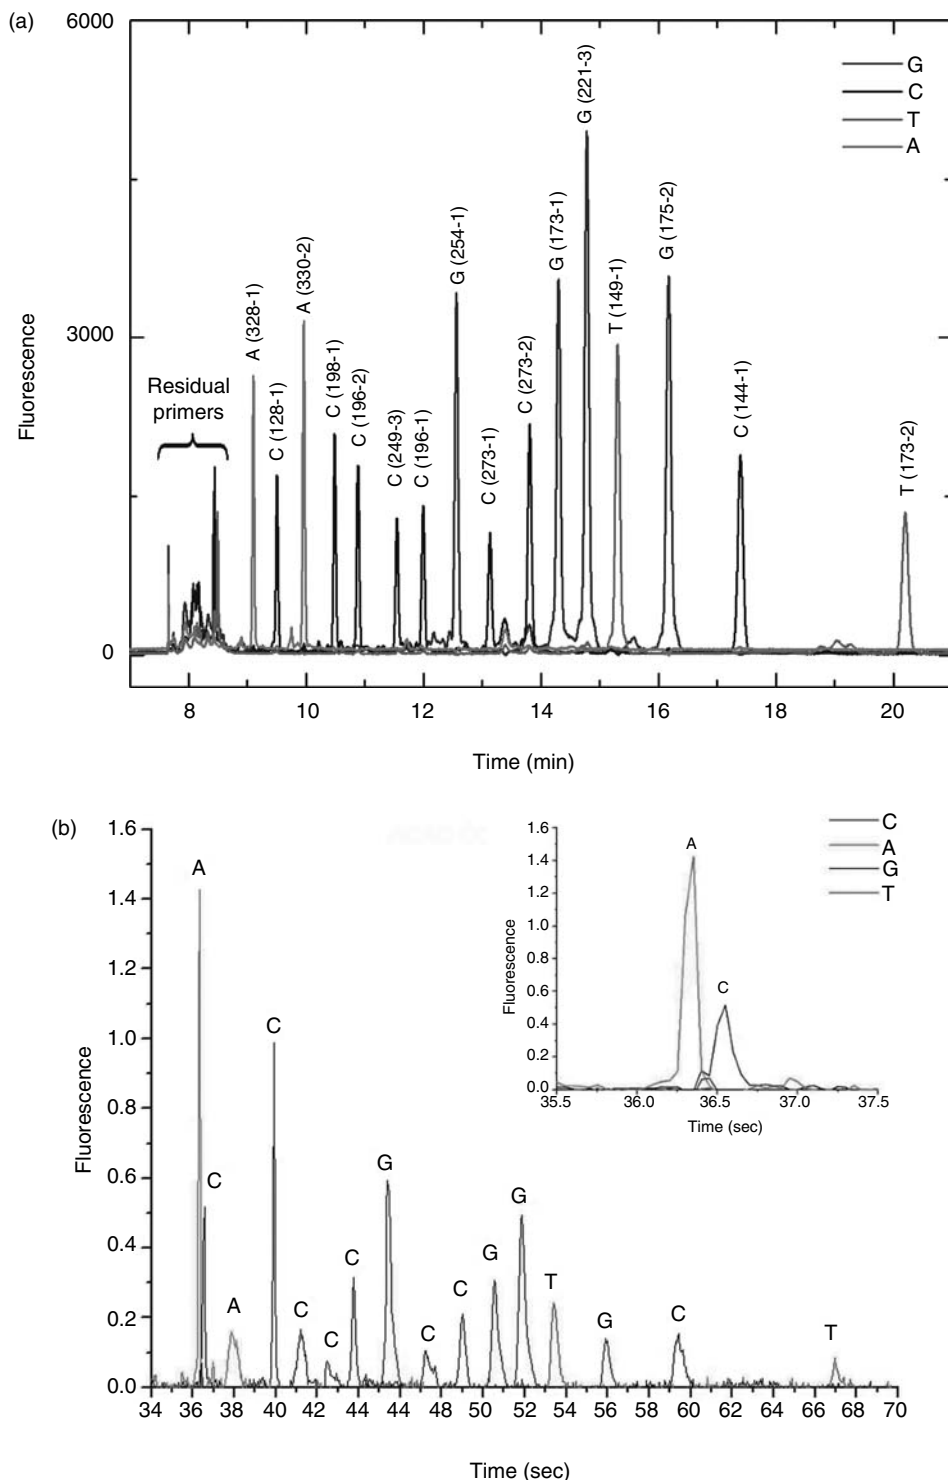 (a)
6000
3000
0
Fluorescence
Residual
primers
A (328-1)
C (128-1)
A (330-2)
C (198-1)
C (196-2)
C (249-3)
C (196-1)
G (254-1)
C (273-1)
C (273-2)
G (173-1)
G (221-3)
T (149-1)
G (175-2)
C (144-1)
T (173-2)
G
C
T
A
8 10 12 14 16 18 20
Time (min)
(b)
1.6
1.4
1.2
1.0
0.8
0.6
0.4
0.2
0.0
Fluorescence
A
C
A
C
C
C
C
G
C
C
G
G
T
G
C
T
34 36 38 40 42 44 44 48 50 52 54 56 58 60 62 64 66 68 70
Time (sec)
1.6
1.4
1.2
1.0
0.8
0.6
0.4
0.2
0.0
Fluorescence
A
C
35.5 36.0 36.5 37.0 37.5
Time (sec)
C
A
G
T